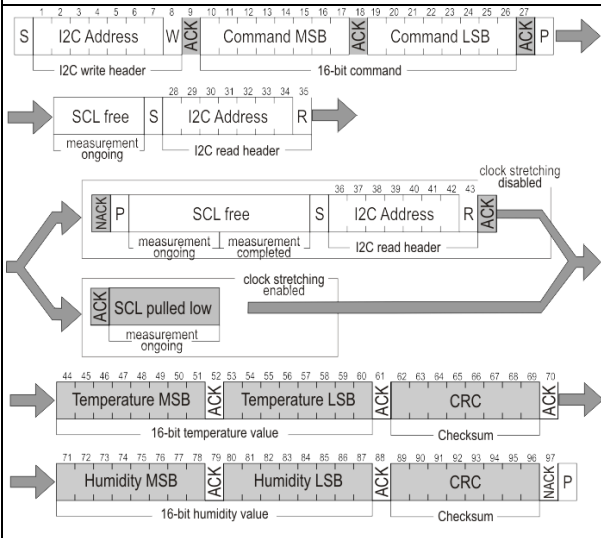 1 2 3 4 5 6 7 8 9 10 11 12 13 14 15 16 17 18 19 20 21 22 23 24 25 26 27
S I2C Address W ACK Command MSB ACK Command LSB ACK P
I2C write header 16-bit command
28 29 30 31 32 33 34 35
SCL free S I2C Address R
measurement ongoing I2C read header
clock stretching disabled
36 37 38 39 40 41 42 43
NACK P SCL free S I2C Address R ACK
measurement ongoing measurement completed I2C read header
clock stretching enabled
ACK SCL pulled low
measurement ongoing
44 45 46 47 48 49 50 51 52 53 54 55 56 57 58 59 60 61 62 63 64 65 66 67 68 69 70
Temperature MSB ACK Temperature LSB ACK CRC ACK
16-bit temperature value Checksum
71 72 73 74 75 76 77 78 79 80 81 82 83 84 85 86 87 88 89 90 91 92 93 94 95 96 97
Humidity MSB ACK Humidity LSB ACK CRC NACK P
16-bit humidity value Checksum